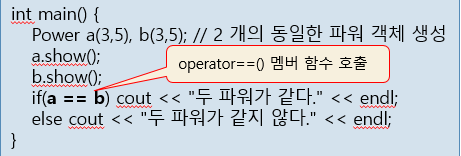 int main() {
Power a(3,5), b(3,5); // 2 개의 동일한 파워 객체 생성
a.show();
b.show();
operator==() 멤버 함수 호출
if(a == b) cout << "두 파워가 같다." << endl;
else cout << "두 파워가 같지 않다." << endl;
}